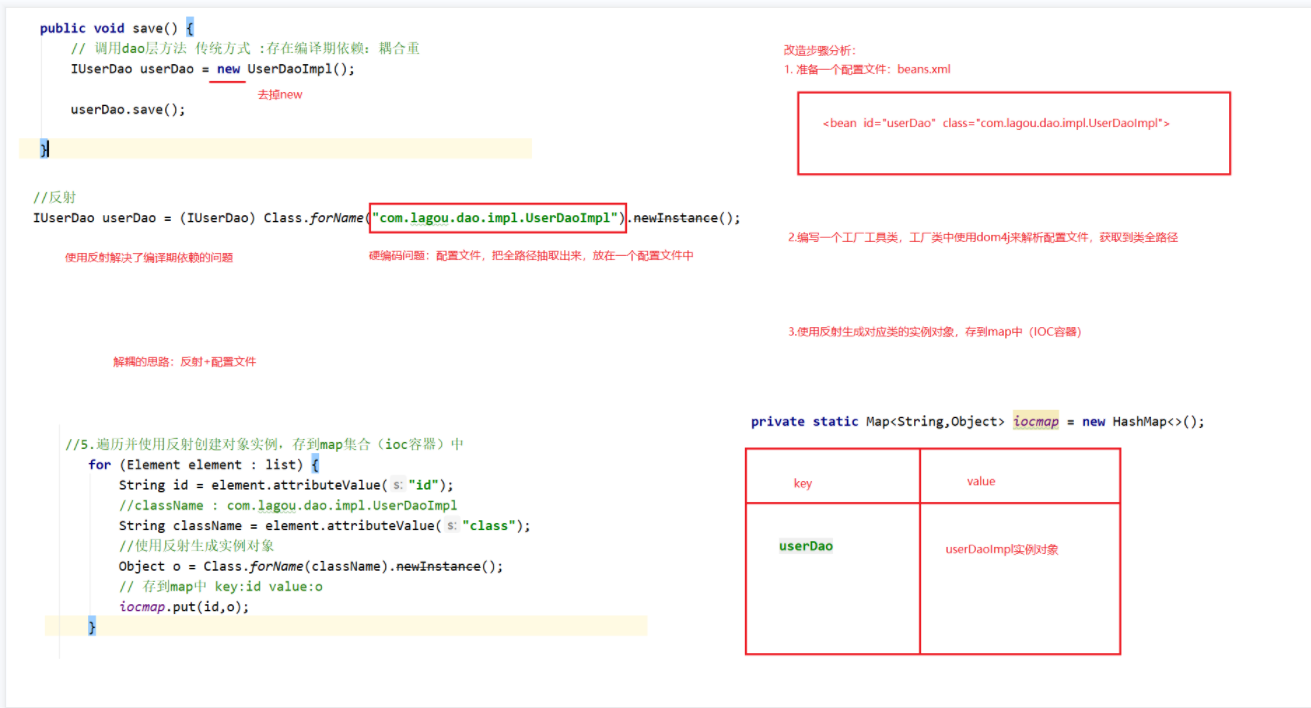 public void save() {
// 调用dao层方法 传统方式 :存在编译期依赖：耦合重
IUserDao userDao = new UserDaoImpl();
去掉new
userDao.save();
}
//反射
IUserDao userDao = (IUserDao) Class.forName("com.lagou.dao.impl.UserDaoImpl").newInstance();
使用反射解决了编译期依赖的问题
硬编码问题：配置文件，把全路径抽取出来，放在一个配置文件中
解耦的思路：反射+配置文件
//5.遍历并使用反射创建对象实例，存到map集合（ioc容器）中
for (Element element : list) {
String id = element.attributeValue( s: "id");
//className : com.lagou.dao.impl.UserDaoImpl
String className = element.attributeValue( s: "class");
//使用反射生成实例对象
Object o = Class.forName(className).newInstance();
// 存到map中 key:id value:o
iocmap.put(id,o);
}
改造步骤分析：
1. 准备一个配置文件：beans.xml
<bean id="userDao" class="com.lagou.dao.impl.UserDaoImpl">
2.编写一个工厂工具类，工厂类中使用dom4j来解析配置文件，获取到类全路径
3.使用反射生成对应类的实例对象，存到map中（IOC容器）
private static Map<String,Object> iocmap = new HashMap<>();
key value
userDao userDaoImpl实例对象